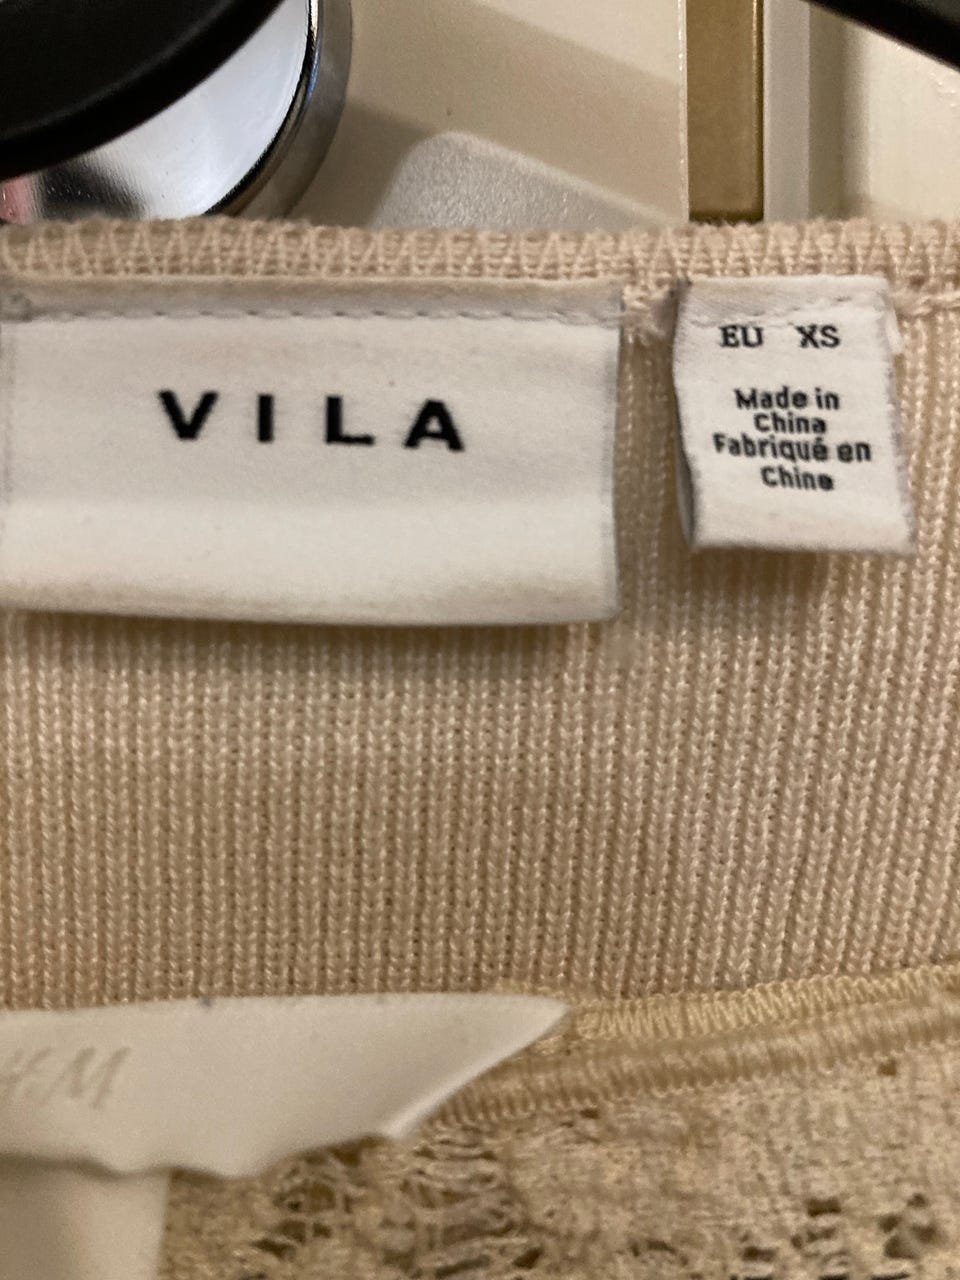 VILA
EU XS
Made in
China
Fabriqué en
Chine
H&M